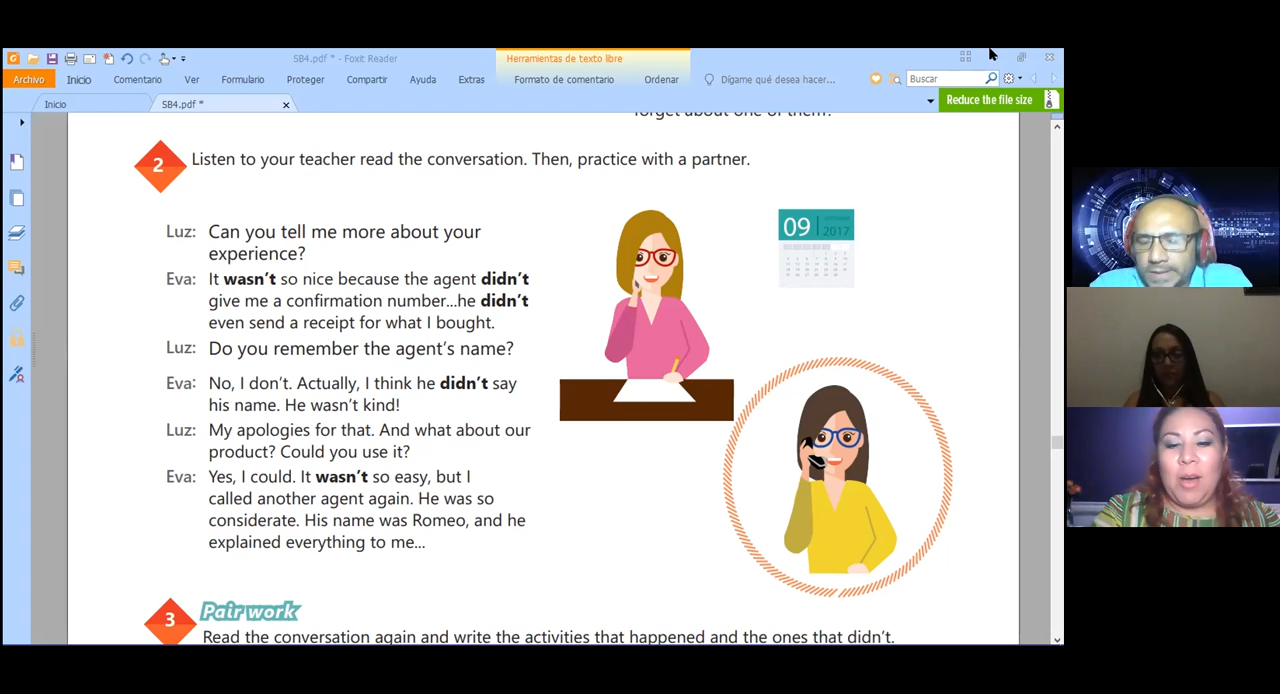 SB4.pdf * - Foxit Reader
Herramientas de texto libre
Archivo
Inicio
Comentario
Ver
Formulario
Proteger
Compartir
Ayuda
Extras
Formato de comentario
Ordenar
Dígame qué desea hacer...
Buscar
Inicio
SB4.pdf *
Reduce the file size
forget about one of them?
2
Listen to your teacher read the conversation. Then, practice with a partner.
Luz: Can you tell me more about your
experience?
Eva: It wasn't so nice because the agent didn't
give me a confirmation number...he didn't
even send a receipt for what I bought.
Luz: Do you remember the agent's name?
Eva: No, I don't. Actually, I think he didn't say
his name. He wasn't kind!
Luz: My apologies for that. And what about our
product? Could you use it?
Eva: Yes, I could. It wasn't so easy, but I
called another agent again. He was so
considerate. His name was Romeo, and he
explained everything to me...
09
2017
3
Pair work
Read the conversation again and write the activities that happened and the ones that didn't.